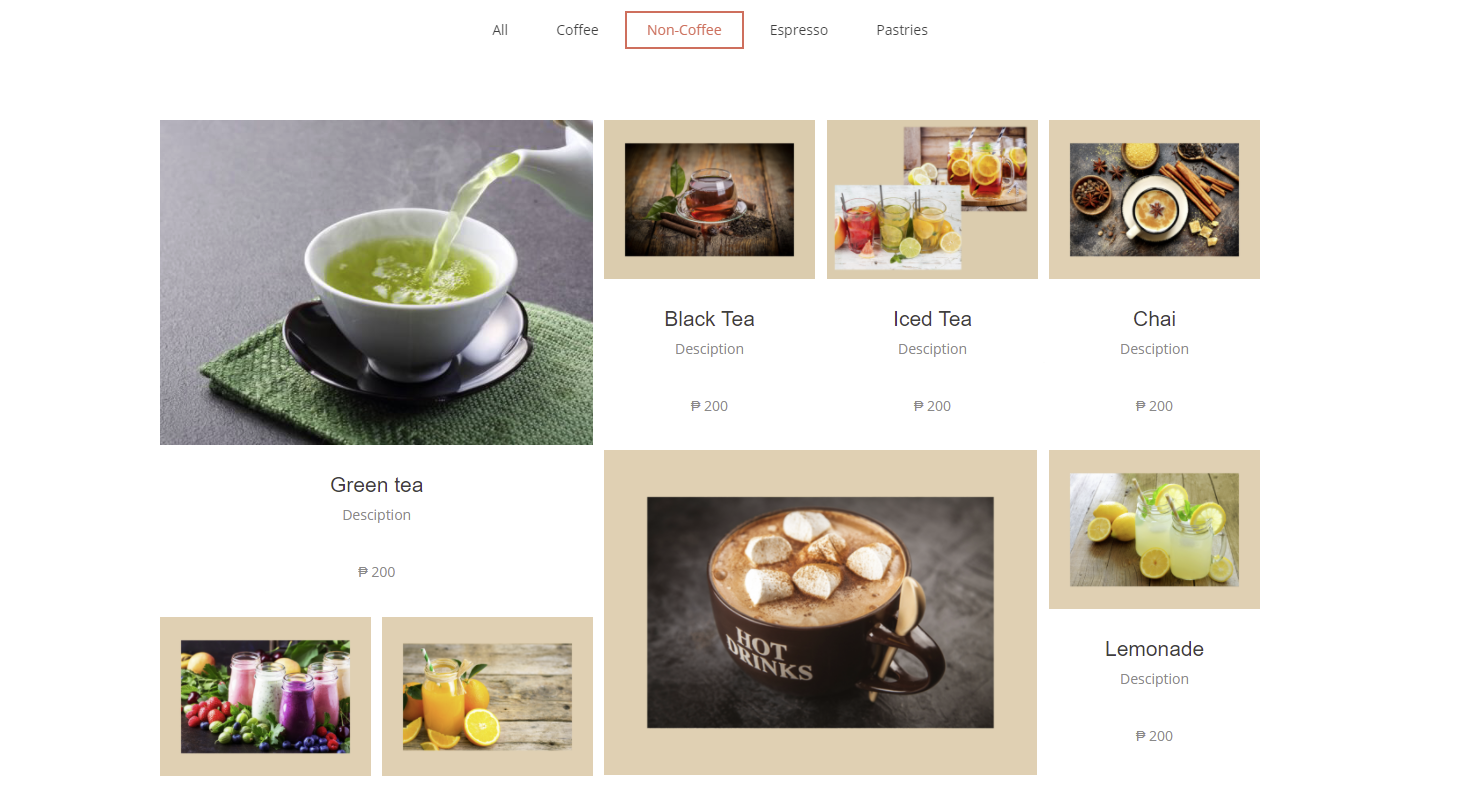 All
Coffee
Non-Coffee
Espresso
Pastries
Black Tea
Desciption
₱ 200
Iced Tea
Desciption
₱ 200
Chai
Desciption
₱ 200
Green tea
Desciption
₱ 200
HOT
DRINKS
Lemonade
Desciption
₱ 200